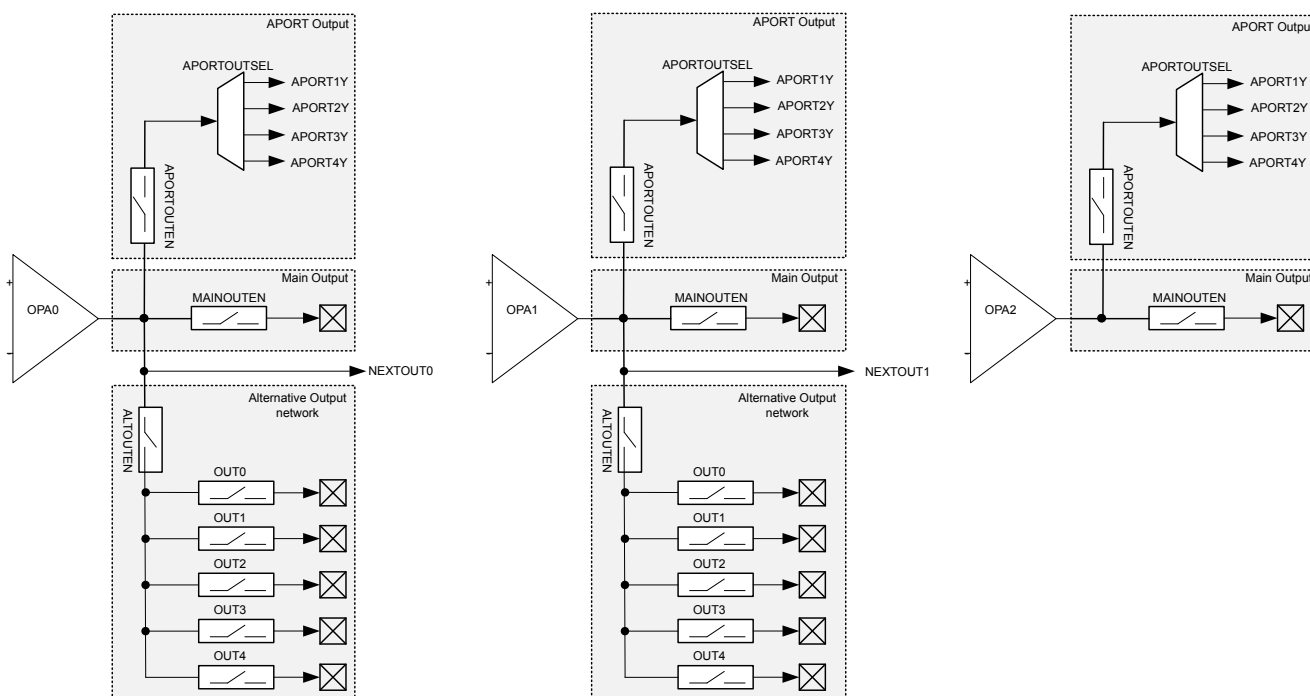 APORT Output
APORTOUTSEL
APORT1Y
APORT2Y
APORT3Y
APORT4Y
APORTOUTEN
Main Output
MAINOUTEN
+
OPA0
-
NEXTOUT0
Alternative Output
network
ALTOUTEN
OUT0
OUT1
OUT2
OUT3
OUT4
APORT Output
APORTOUTSEL
APORT1Y
APORT2Y
APORT3Y
APORT4Y
APORTOUTEN
Main Output
MAINOUTEN
+
OPA1
-
NEXTOUT1
Alternative Output
network
ALTOUTEN
OUT0
OUT1
OUT2
OUT3
OUT4
APORT Output
APORTOUTSEL
APORT1Y
APORT2Y
APORT3Y
APORT4Y
APORTOUTEN
Main Output
MAINOUTEN
+
OPA2
-